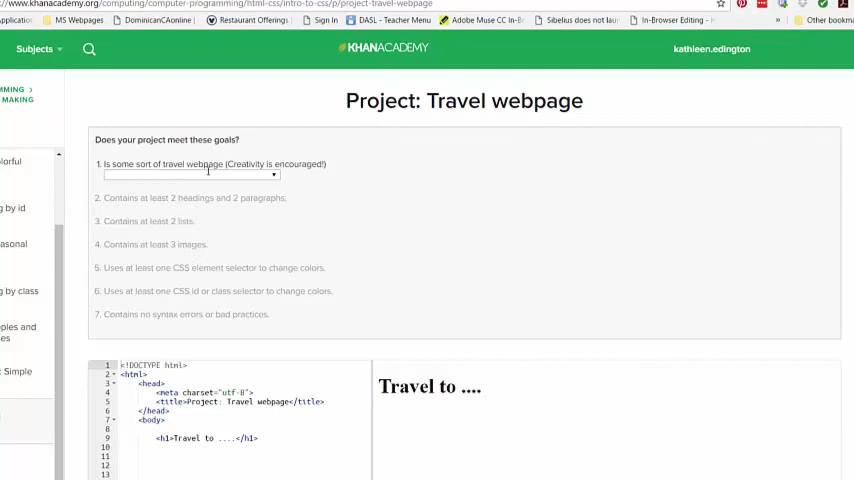 www.khanacademy.org/computing/computer-programming/html-css/intro-to-css/p/project-travel-webpage
MS Webpages DominicanCAOnline Restaurant Offerings Sign In DASL - Teacher Menu Adobe Muse CC In-B In-Browser Editing - » Other bookma
Subjects
KHANACADEMY
kathleen.edington
MMING >
MAKING
Project: Travel webpage
Does your project meet these goals?
1. Is some sort of travel webpage (Creativity is encouraged!)
2. Contains at least 2 headings and 2 paragraphs.
3. Contains at least 2 lists.
4. Contains at least 3 images.
5. Uses at least one CSS element selector to change colors.
6. Uses at least one CSS id or class selector to change colors.
7. Contains no syntax errors or bad practices.
olorful
g by id
asonal
g by class
ples and
es
: Simple
1 <!DOCTYPE html>
2 <html>
3 <head>
4 <meta charset="utf-8">
5 <title>Project: Travel webpage</title>
6 </head>
7 <body>
8
9 <h1>Travel to ....</h1>
10
11
12
13
Travel to ....